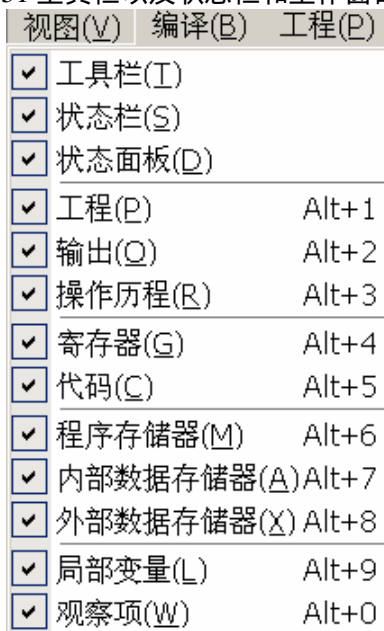 视图(V) 编译(B) 工程(P)
工具栏(T)
状态栏(S)
状态面板(D)
工程(P) Alt+1
输出(O) Alt+2
操作历程(R) Alt+3
寄存器(G) Alt+4
代码(C) Alt+5
程序存储器(M) Alt+6
内部数据存储器(A) Alt+7
外部数据存储器(X) Alt+8
局部变量(L) Alt+9
观察项(W) Alt+0